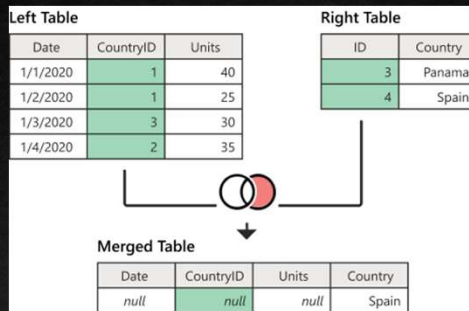 Left Table
Right Table
Date CountryID Units
ID Country
1/1/2020 1 40
3 Panama
1/2/2020 1 25
4 Spain
1/3/2020 3 30
1/4/2020 2 35
Merged Table
Date CountryID Units Country
null null null Spain